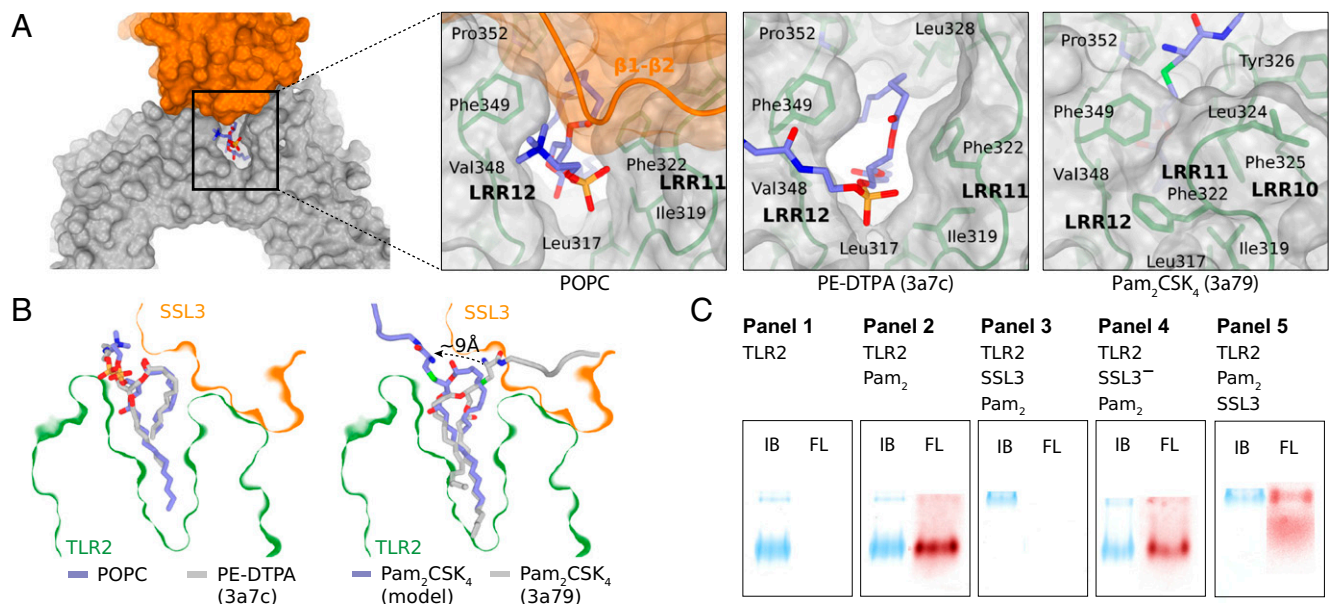 A
Pro352
β1-β2
Phe349
Val348
LRR12
Phe322
LRR11
Ile319
Leu317
POPC
Pro352
Leu328
Phe349
Phe322
Val348
LRR12
LRR11
Ile319
Leu317
PE-DTPA (3a7c)
Pro352
Tyr326
Phe349
Leu324
Val348
LRR11
Phe325
Phe322
LRR10
LRR12
Ile319
Leu317
Pam₂CSK₄ (3a79)
B
SSL3
TLR2
POPC
PE-DTPA
(3a7c)
SSL3
~9Å
Pam₂CSK₄
(model)
Pam₂CSK₄
(3a79)
C
Panel 1
TLR2
IB FL
Panel 2
TLR2
Pam₂
IB FL
Panel 3
TLR2
SSL3
Pam₂
IB FL
Panel 4
TLR2
SSL3⁻
Pam₂
IB FL
Panel 5
TLR2
Pam₂
SSL3
IB FL